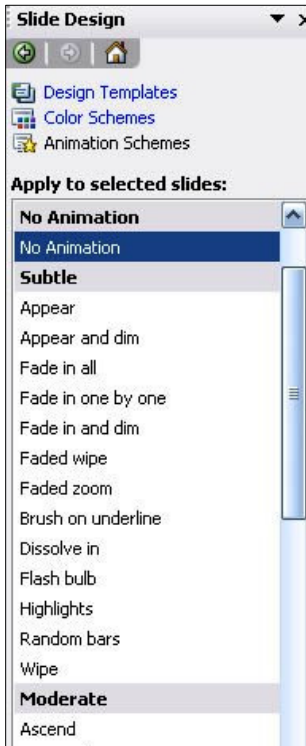 Slide Design
Design Templates
Color Schemes
Animation Schemes
Apply to selected slides:
No Animation
No Animation
Subtle
Appear
Appear and dim
Fade in all
Fade in one by one
Fade in and dim
Faded wipe
Faded zoom
Brush on underline
Dissolve in
Flash bulb
Highlights
Random bars
Wipe
Moderate
Ascend